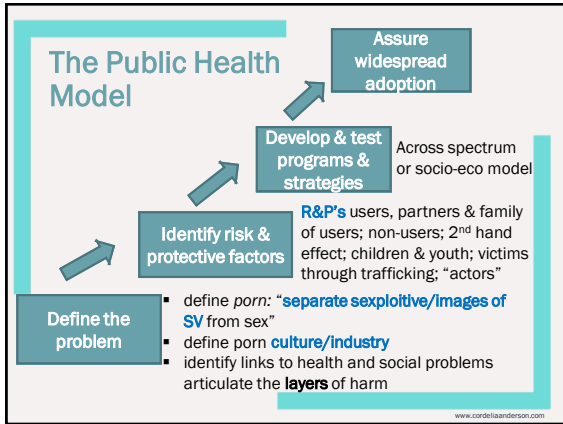 The Public Health
Model
Assure
widespread
adoption
Develop & test
programs &
strategies
Across spectrum
or socio-eco model
Identify risk &
protective factors
R&P's users, partners & family
of users; non-users; 2nd hand
effect; children & youth; victims
through trafficking; "actors"
Define the
problem
▪ define porn: "separate sexploitive/images of
SV from sex"
▪ define porn culture/industry
▪ identify links to health and social problems
articulate the layers of harm
www.cordeliaanderson.com